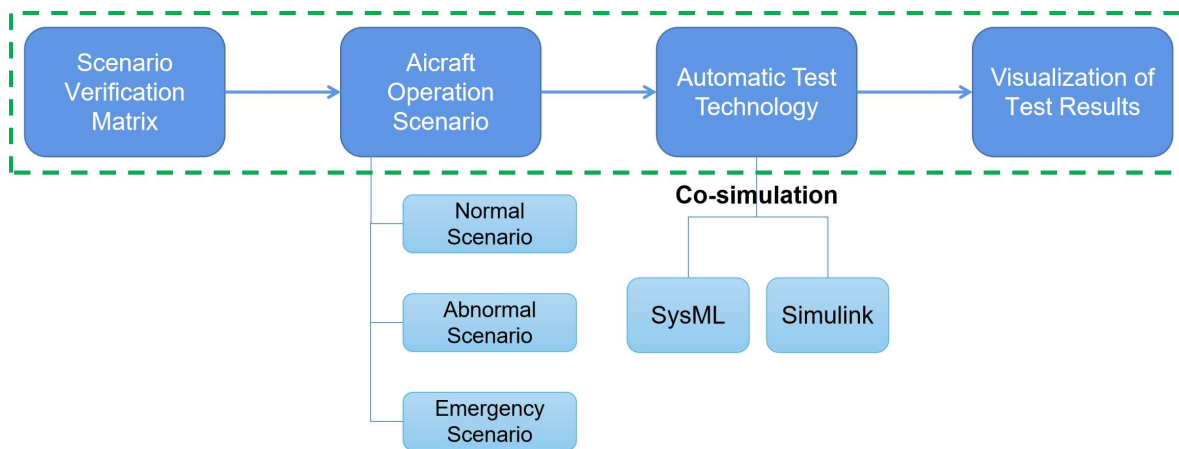 Scenario
Verification
Matrix
Aicraft
Operation
Scenario
Automatic Test
Technology
Visualization of
Test Results
Co-simulation
Normal
Scenario
Abnormal
Scenario
Emergency
Scenario
SysML
Simulink